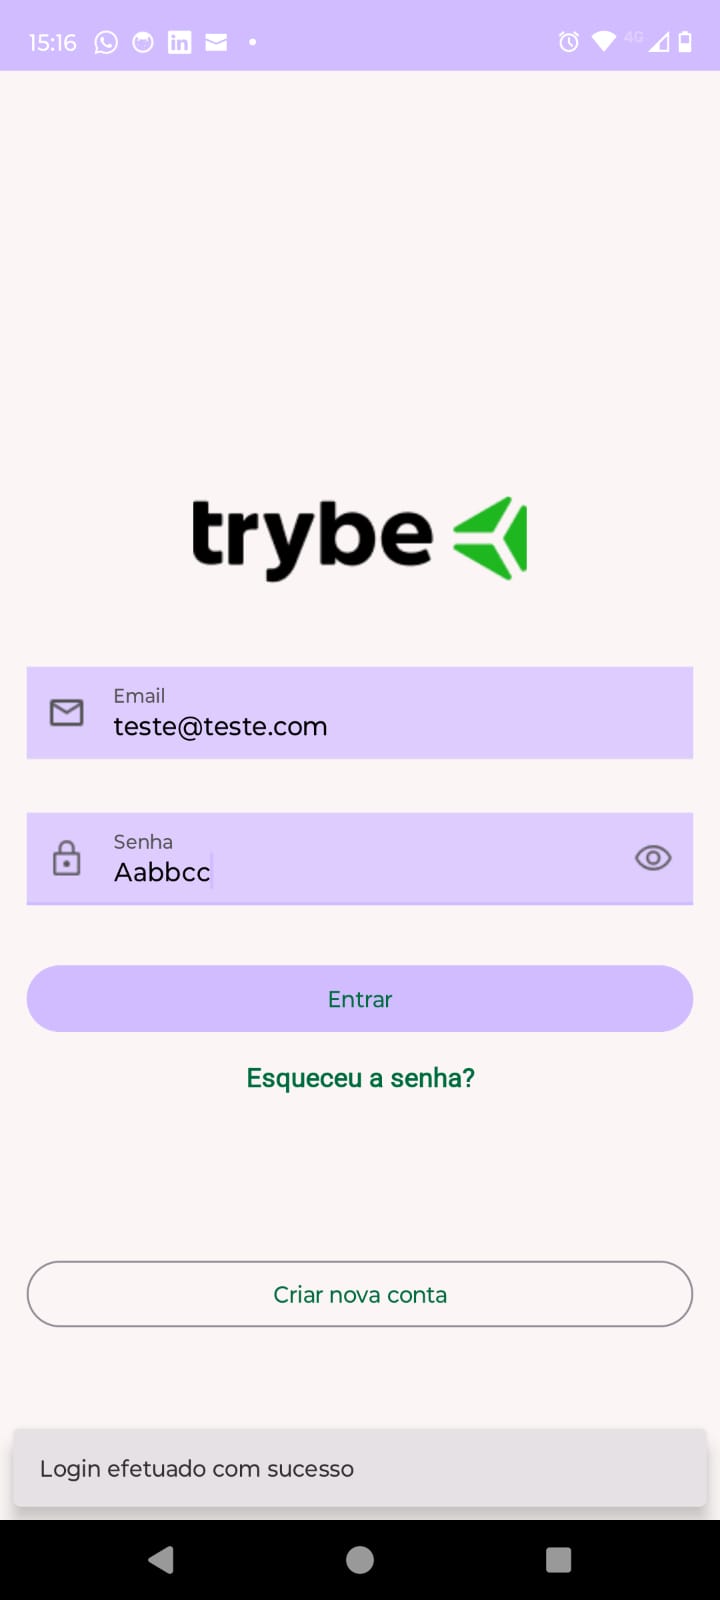 15:16
4G
trybe
Email
teste@teste.com
Senha
Aabbcc
Entrar
Esqueceu a senha?
Criar nova conta
Login efetuado com sucesso